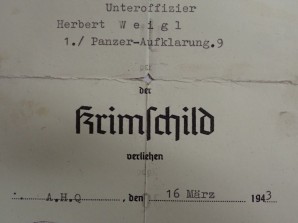 Unteroffizier
Herbert W e i g l
1./ Panzer-Aufklarung.9
der
Krimschild
verliehen
A.H.Q , den 16 März 1943